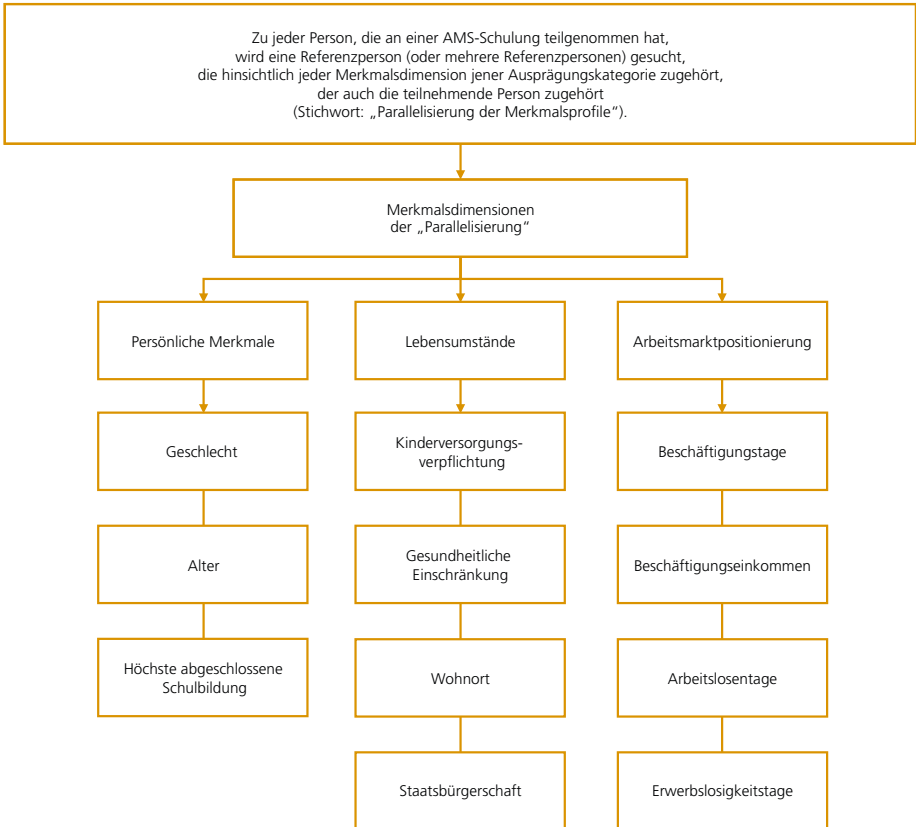 Zu jeder Person, die an einer AMS-Schulung teilgenommen hat,
wird eine Referenzperson (oder mehrere Referenzpersonen) gesucht,
die hinsichtlich jeder Merkmalsdimension jener Ausprägungskategorie zugehört,
der auch die teilnehmende Person zugehört
(Stichwort: „Parallelisierung der Merkmalsprofile“).
Merkmalsdimensionen
der „Parallelisierung“
Persönliche Merkmale
Geschlecht
Alter
Höchste abgeschlossene
Schulbildung
Lebensumstände
Kinderversorgungs-
verpflichtung
Gesundheitliche
Einschränkung
Wohnort
Staatsbürgerschaft
Arbeitsmarktpositionierung
Beschäftigungstage
Beschäftigungseinkommen
Arbeitslosentage
Erwerbslosigkeitstage